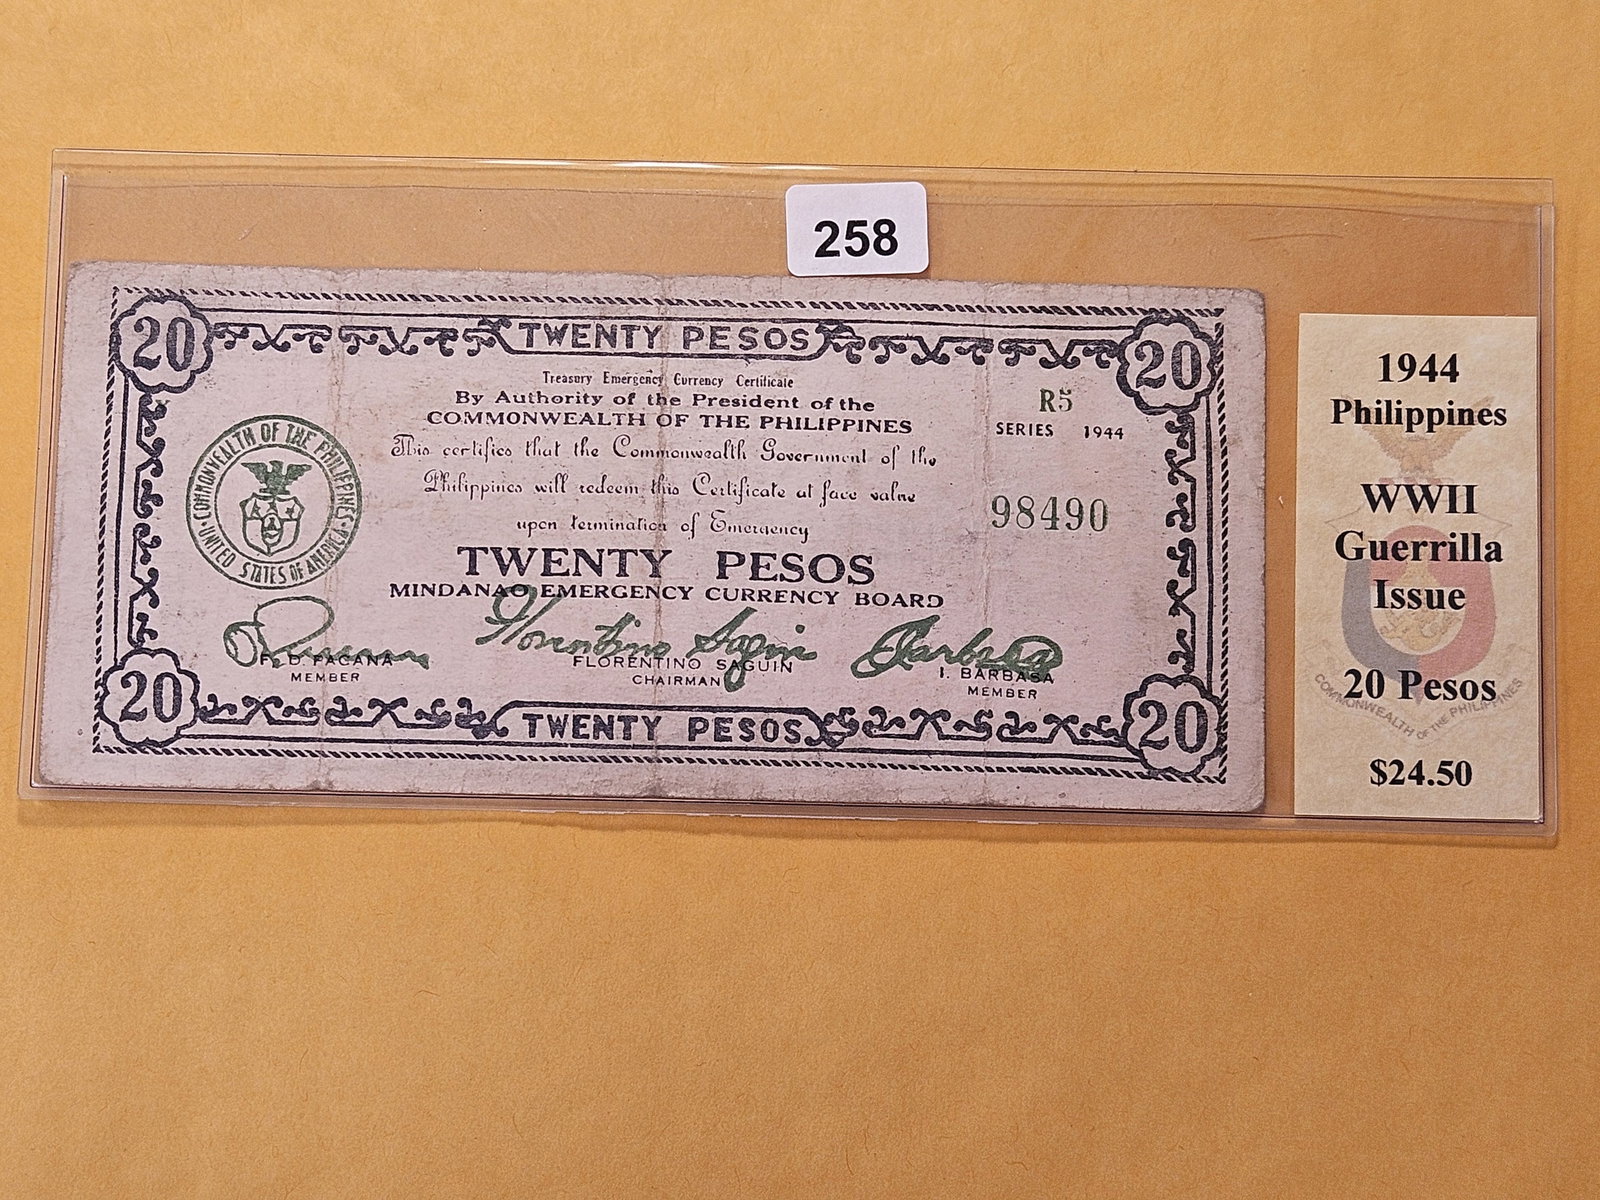 258
20
TWENTY PESOS
20
Treasury Emergency Currency Certificate
By Authority of the President of the
COMMONWEALTH OF THE PHILIPPINES
This certifies that the Commonwealth Government of the
Philippines will redeem this Certificate at face value
upon termination of Emergency
TWENTY PESOS
MINDANAO EMERGENCY CURRENCY BOARD
R5
SERIES 1944
98490
COMMONWEALTH OF THE PHILIPPINES
UNITED STATES OF AMERICA
Florentino Saguin
Barbasa
F. D. PACANA
MEMBER
FLORENTINO SAGUIN
CHAIRMAN
I. BARBASA
MEMBER
20
TWENTY PESOS
20
1944
Philippines
WWII
Guerrilla
Issue
20 Pesos
COMMONWEALTH OF THE PHILIPPINES
$24.50